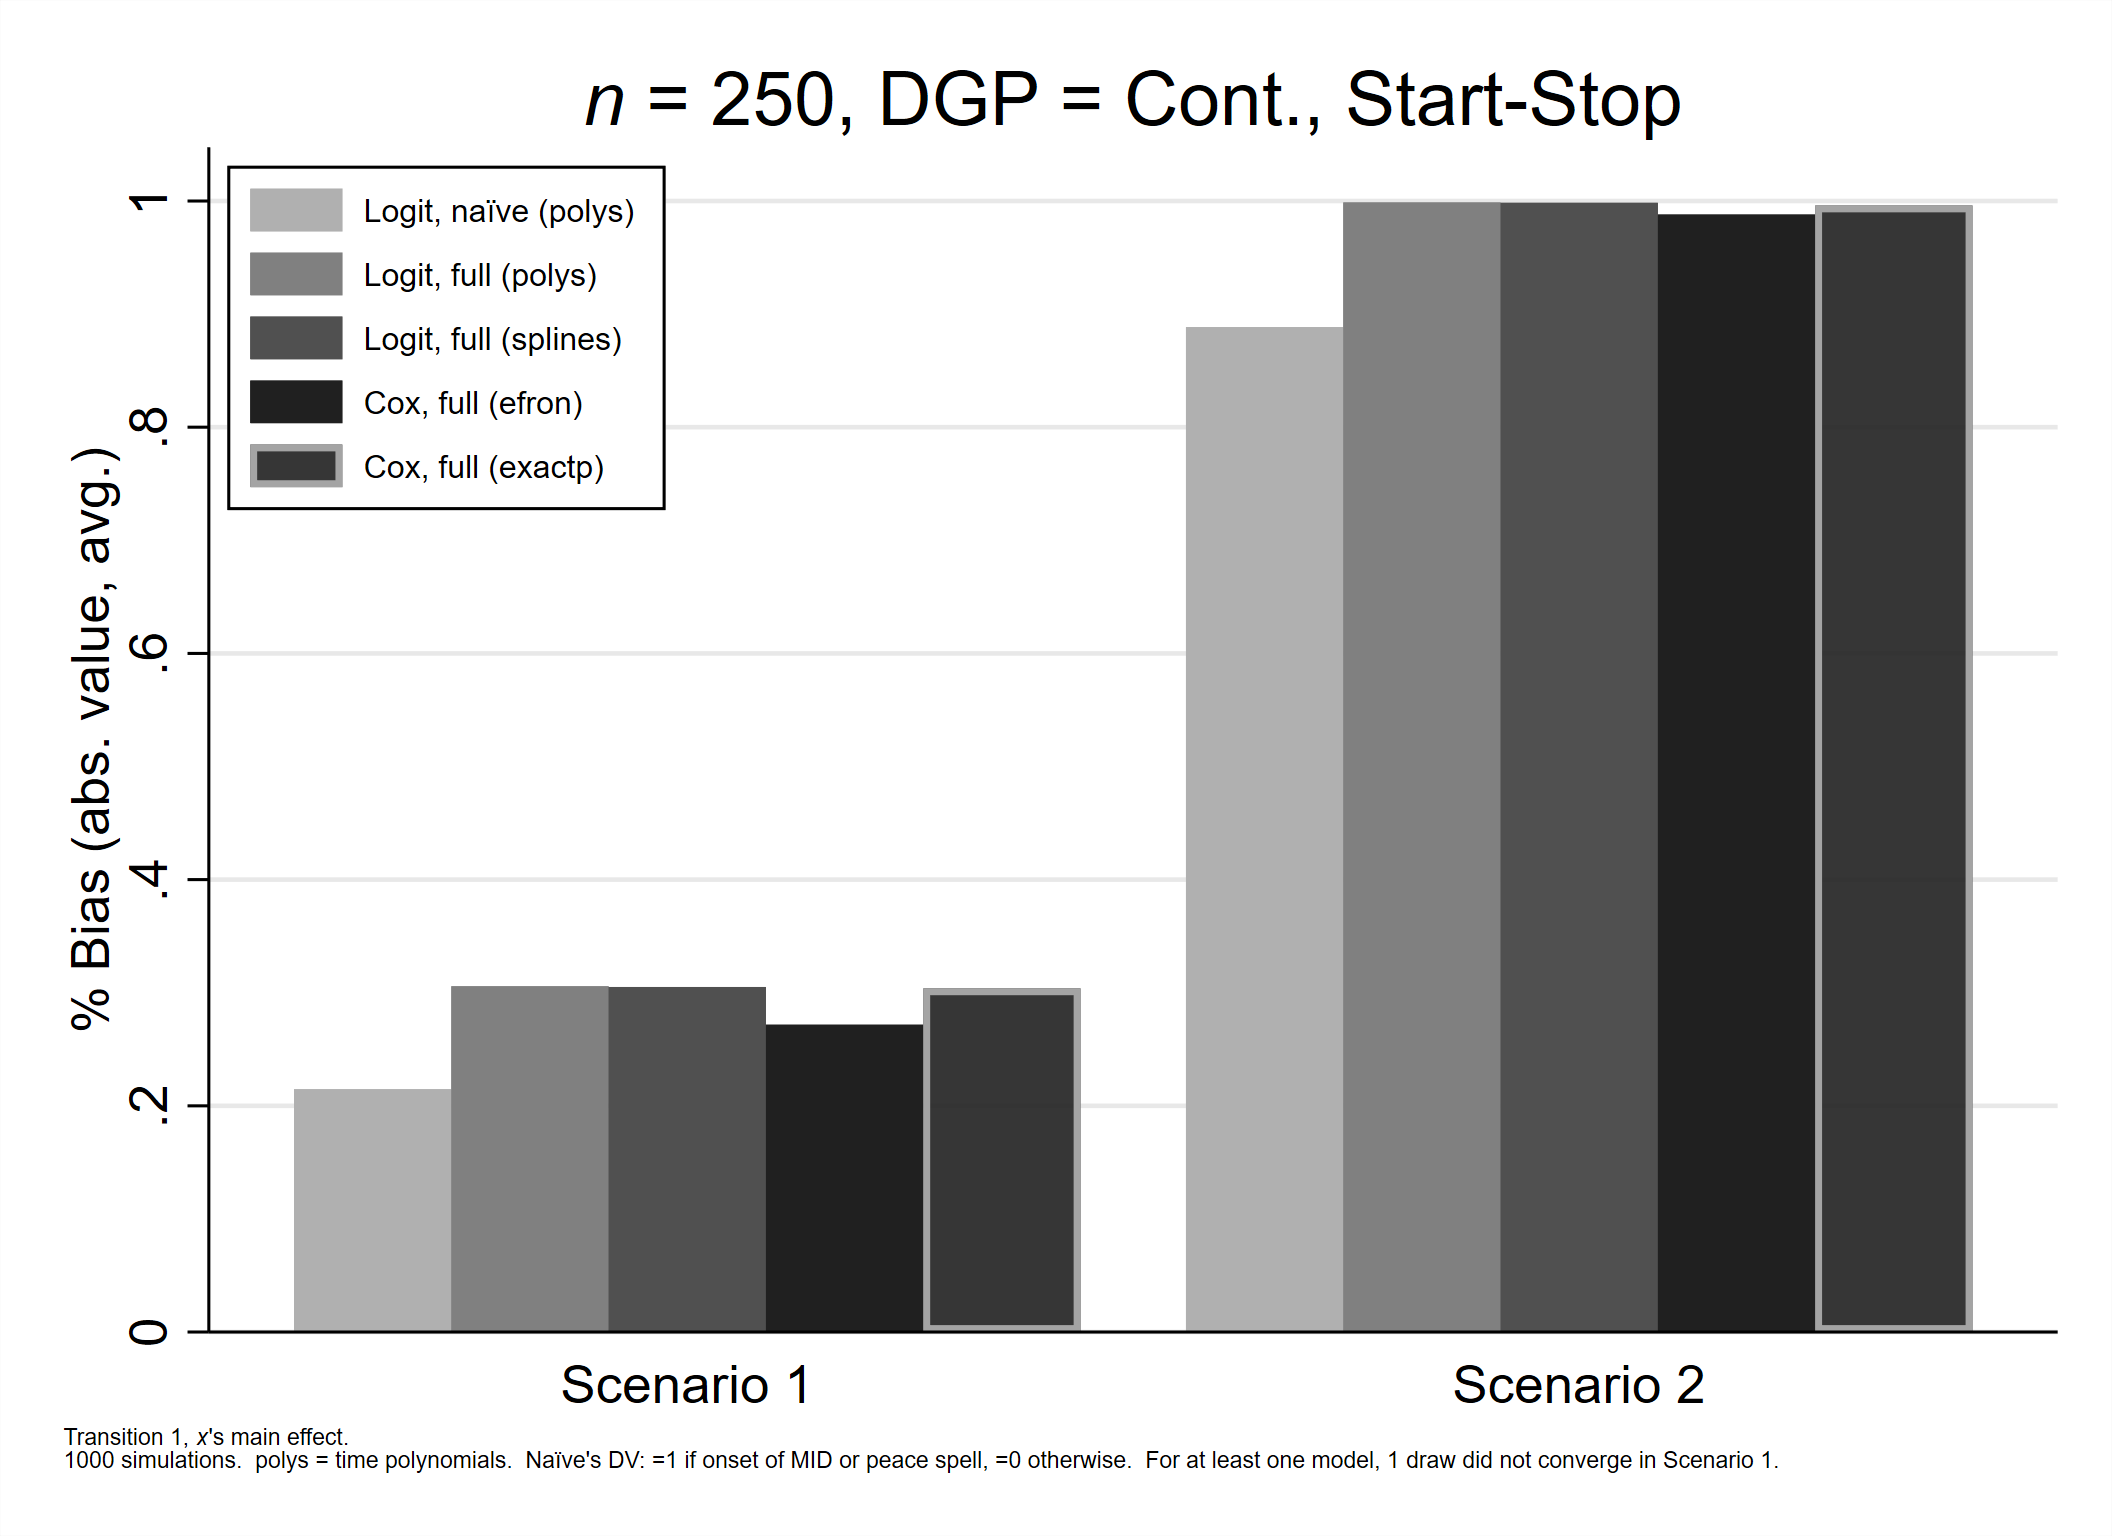 n = 250, DGP = Cont., Start-Stop
Logit, naïve (polys)
Logit, full (polys)
Logit, full (splines)
Cox, full (efron)
Cox, full (exactp)
% Bias (abs. value, avg.)
1
.8
.6
.4
.2
0
Scenario 1
Scenario 2
Transition 1, x's main effect.
1000 simulations.  polys = time polynomials.  Naïve's DV: =1 if onset of MID or peace spell, =0 otherwise.  For at least one model, 1 draw did not converge in Scenario 1.